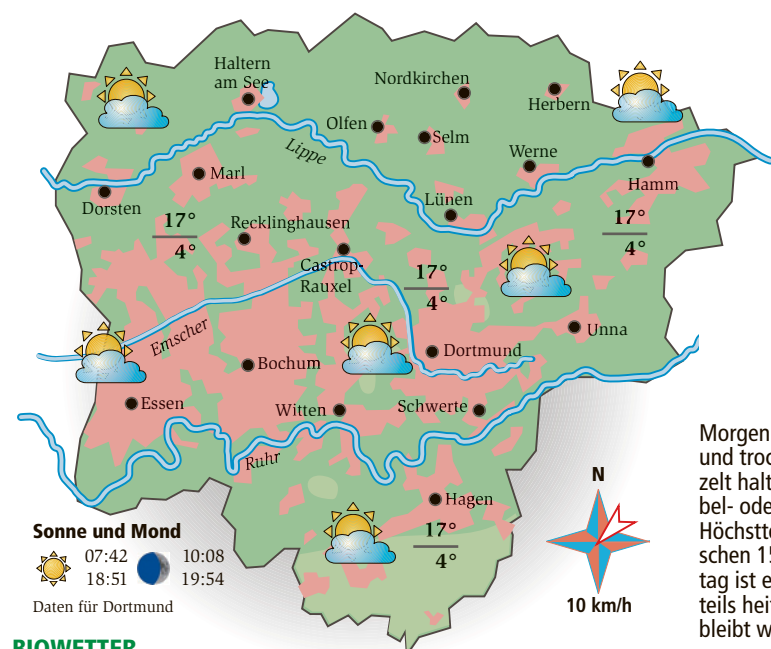 Haltern
am See
Nordkirchen
Herbern
Olfen
Selm
Lippe
Werne
Marl
Hamm
Dorsten
Lünen
17°
4°
Recklinghausen
17°
4°
Castrop-
Rauxel
17°
4°
Emscher
Unna
Bochum
Dortmund
Essen
Witten
Schwerte
Ruhr
Hagen
17°
4°
N
10 km/h
Sonne und Mond
07:42
18:51
10:08
19:54
Daten für Dortmund
BIOWETTER
Morgen
und troc
zelt halt
bel- ode
Höchstt
schen 1
tag ist e
teils hei
bleibt w